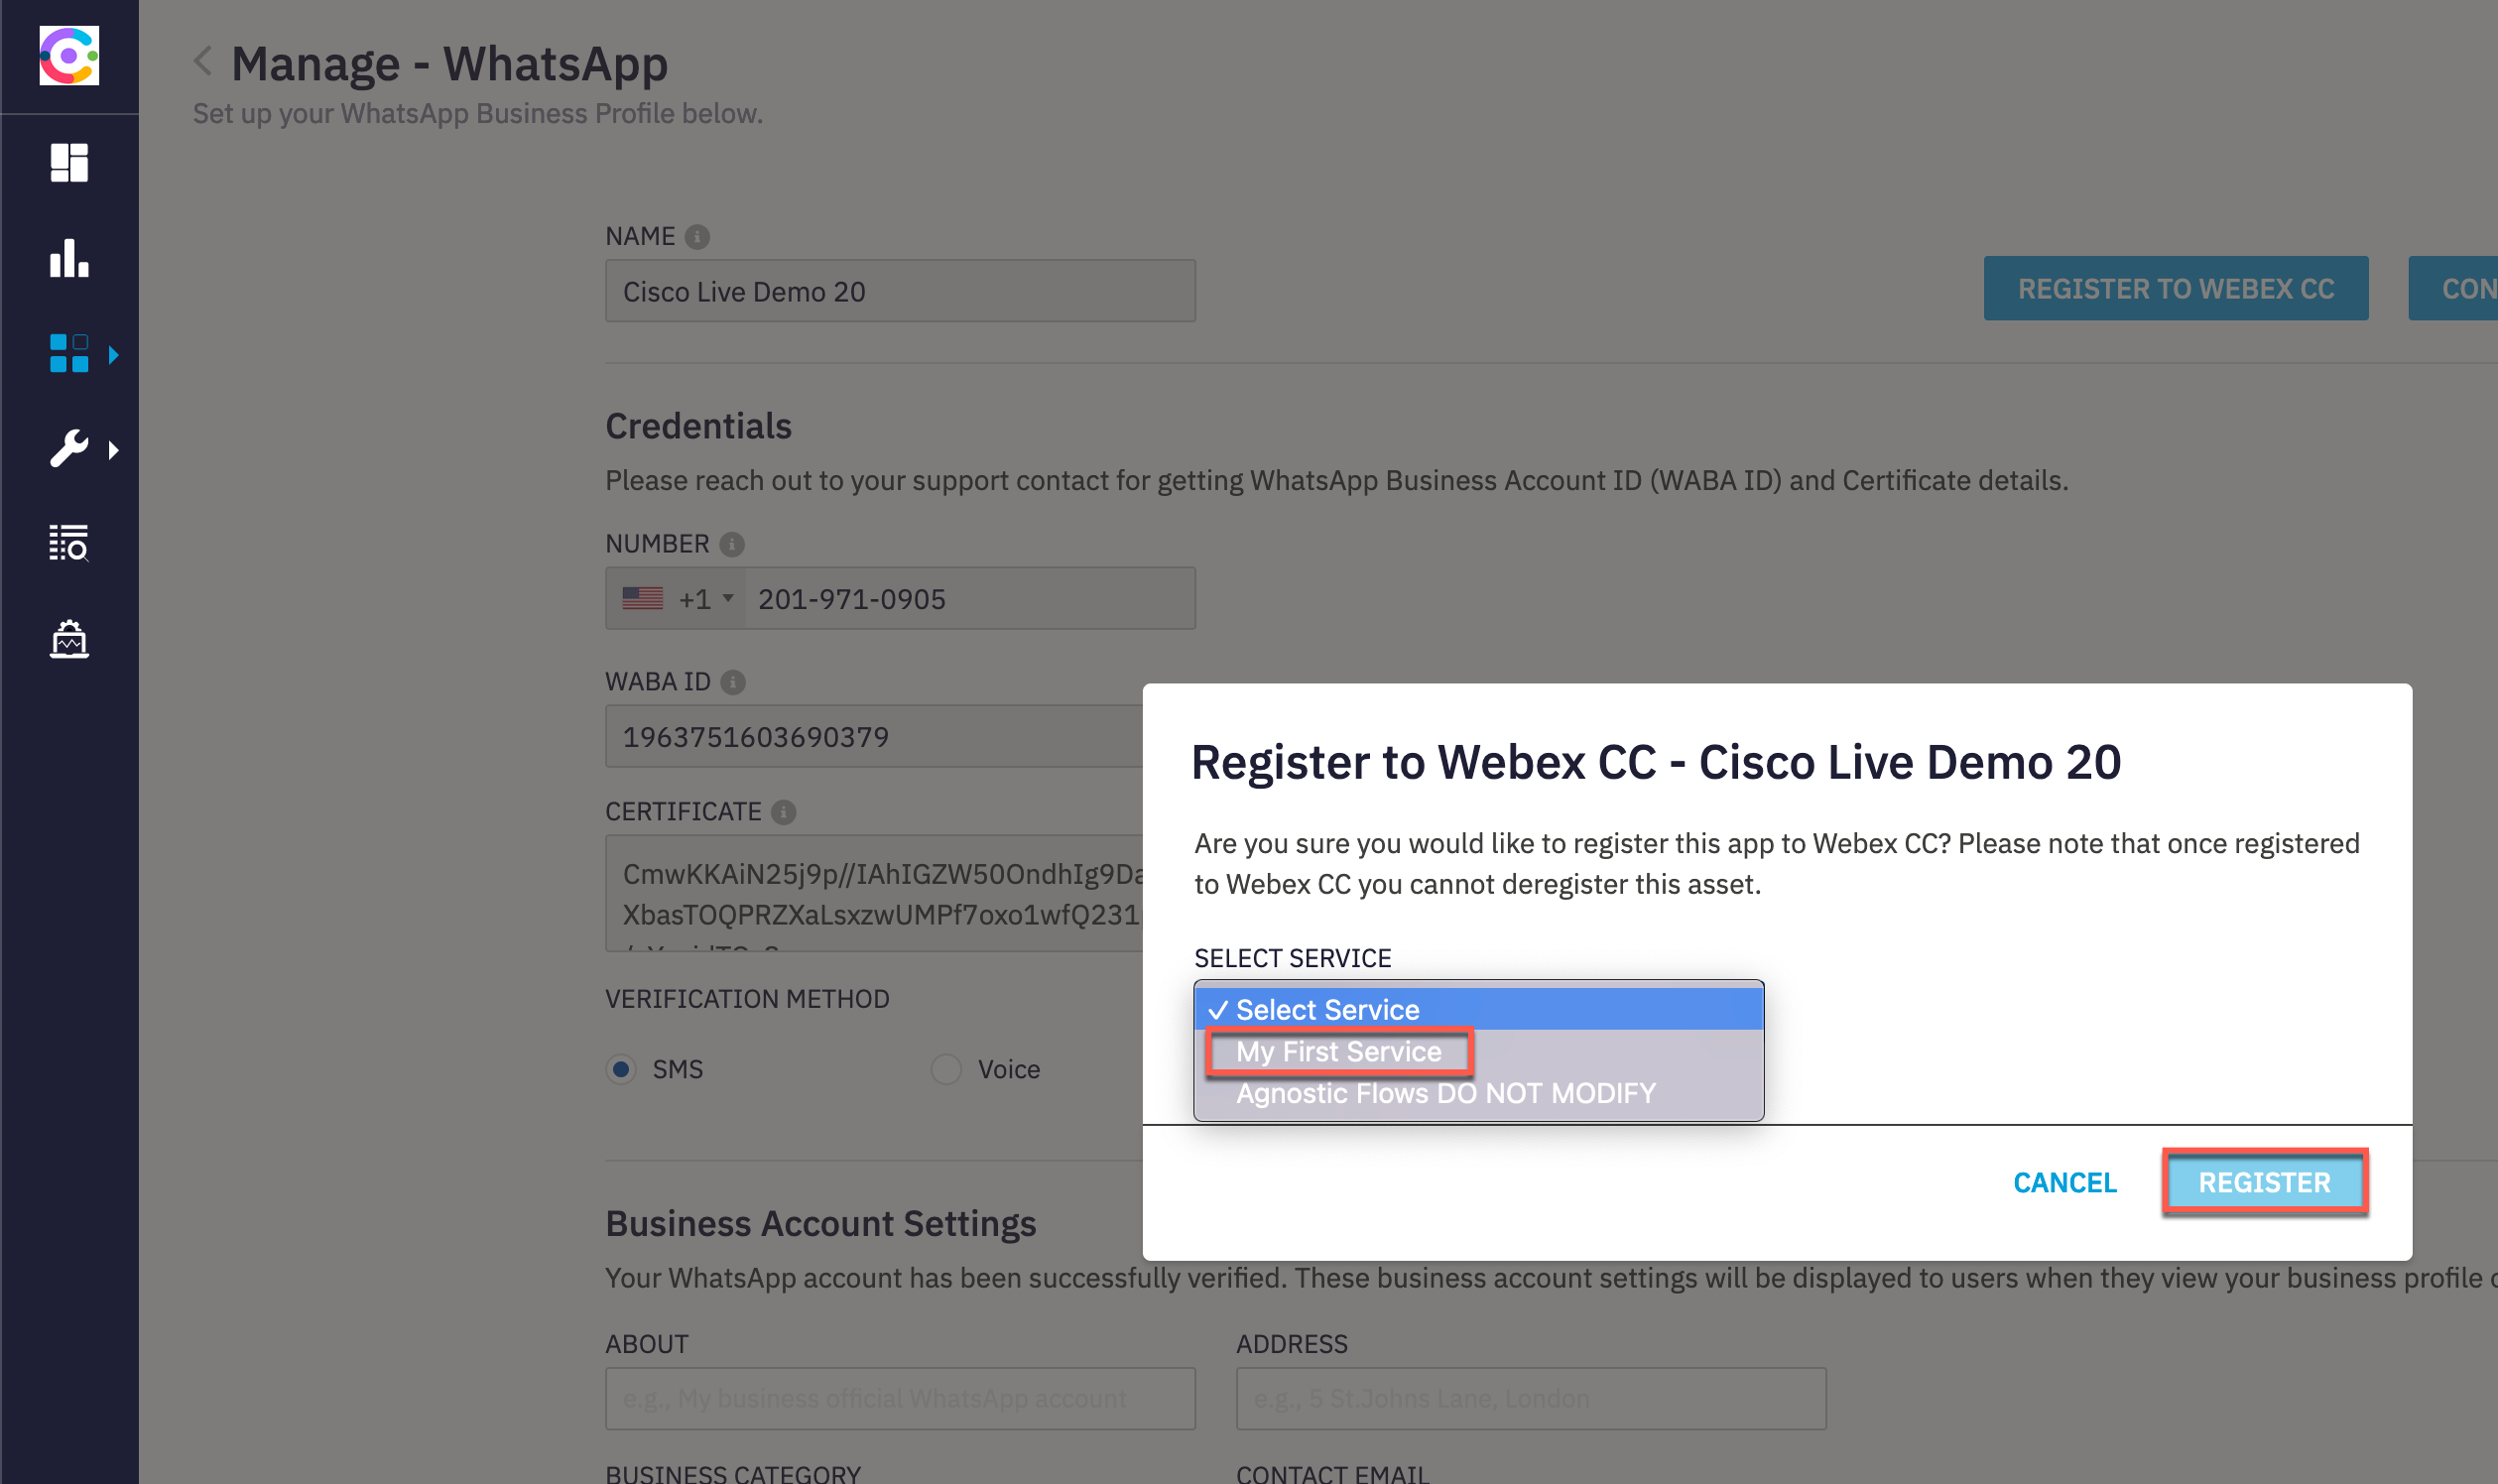 Manage - WhatsApp
Set up your WhatsApp Business Profile below.
NAME
Cisco Live Demo 20
REGISTER TO WEBEX CC
CON
Credentials
Please reach out to your support contact for getting WhatsApp Business Account ID (WABA ID) and Certificate details.
NUMBER
+1 201-971-0905
WABA ID
1963751603690379
CERTIFICATE
CmwKKAiN25j9p//IAhIGZW50OndhIg9Da
XbasTOQPRZXaLsxzwUMPf7oxo1wfQ231
VERIFICATION METHOD
SMS
Voice
Register to Webex CC - Cisco Live Demo 20
Are you sure you would like to register this app to Webex CC? Please note that once registered
to Webex CC you cannot deregister this asset.
SELECT SERVICE
✓ Select Service
My First Service
Agnostic Flows DO NOT MODIFY
CANCEL
REGISTER
Business Account Settings
Your WhatsApp account has been successfully verified. These business account settings will be displayed to users when they view your business profile
ABOUT
e.g., My business official WhatsApp account
ADDRESS
e.g., 5 St.Johns Lane, London
BUSINESS CATEGORY
CONTACT EMAIL